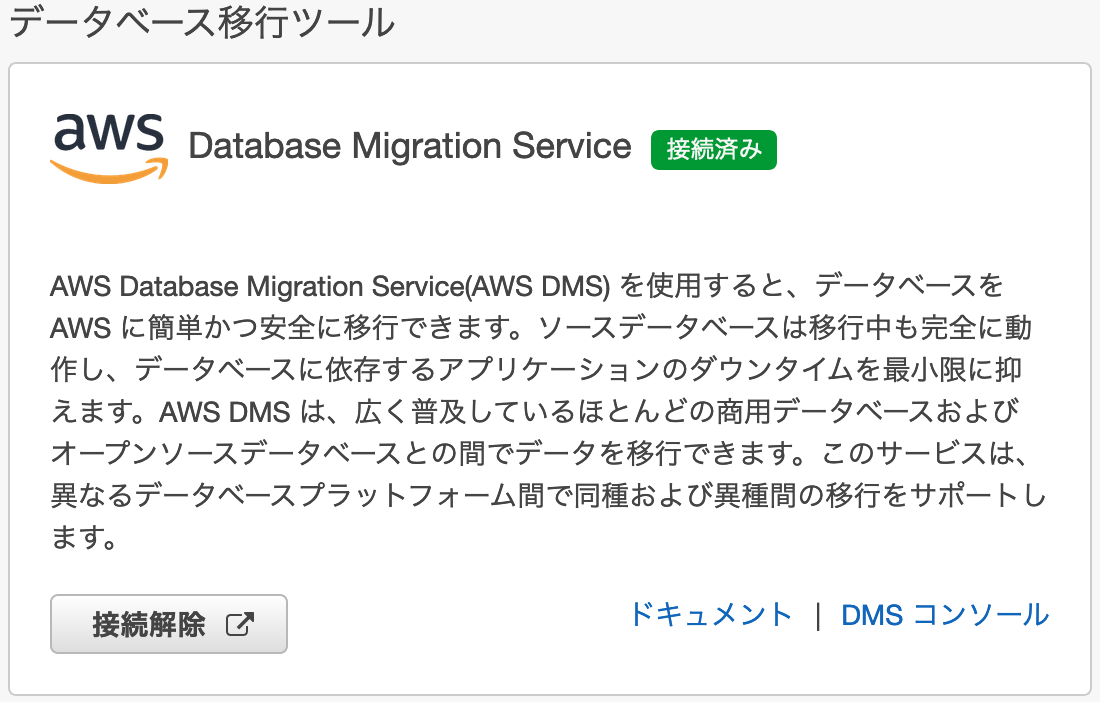 データベース移行ツール
aws
Database Migration Service 接続済み
AWS Database Migration Service(AWS DMS) を使用すると、データベースを
AWS に簡単かつ安全に移行できます。ソースデータベースは移行中も完全に動
作し、データベースに依存するアプリケーションのダウンタイムを最小限に抑
えます。AWS DMS は、広く普及しているほとんどの商用データベースおよび
オープンソースデータベースとの間でデータを移行できます。このサービスは、
異なるデータベースプラットフォーム間で同種および異種間の移行をサポートし
ます。
接続解除
ドキュメント | DMS コンソール